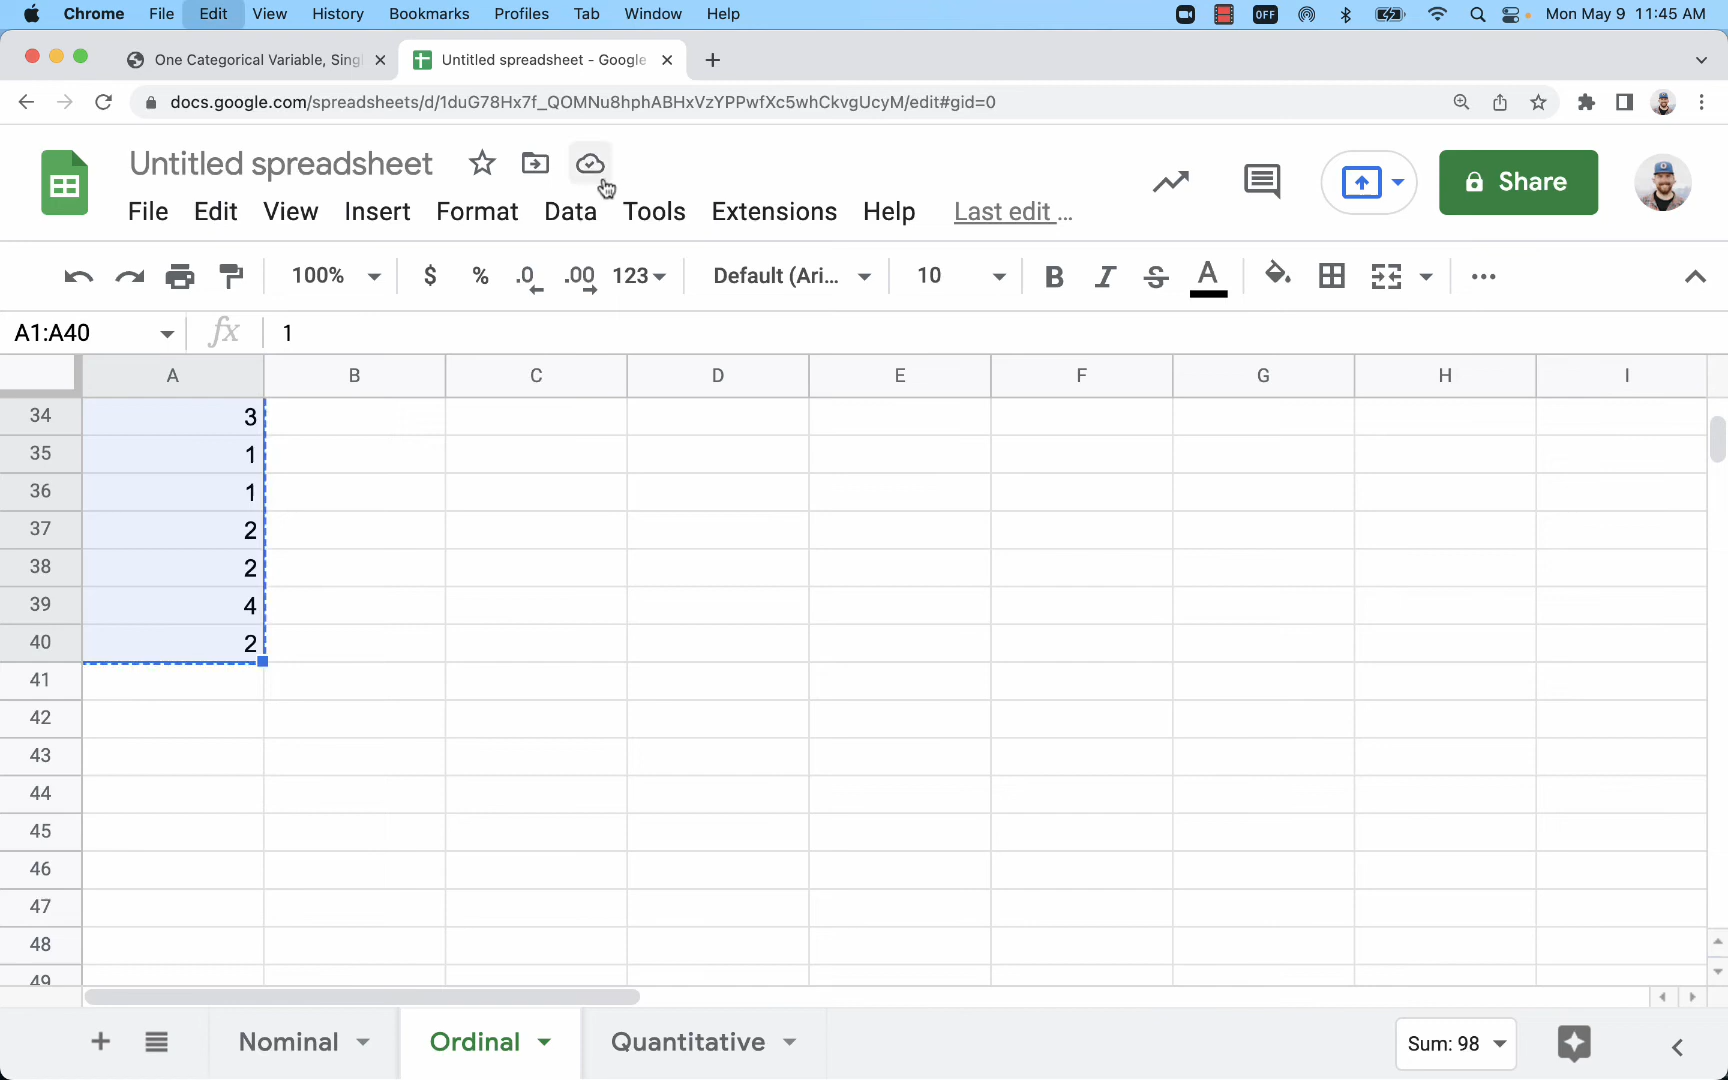 Chrome File Edit View History Bookmarks Profiles Tab Window Help OFF Mon May 9 11:45 AM
One Categorical Variable, Sing Untitled spreadsheet - Google
docs.google.com/spreadsheets/d/1duG78Hx7f_QOMNu8hphABHxVzYPPwfXc5whCkvgUcyM/edit#gid=0
Untitled spreadsheet
File Edit View Insert Format Data Tools Extensions Help Last edit ...
Share
100% $ % .0 .00 123 Default (Ari... 10 B I S A
A1:A40 fx 1
A B C D E F G H I
34 3
35 1
36 1
37 2
38 2
39 4
40 2
41
42
43
44
45
46
47
48
49
Nominal Ordinal Quantitative Sum: 98